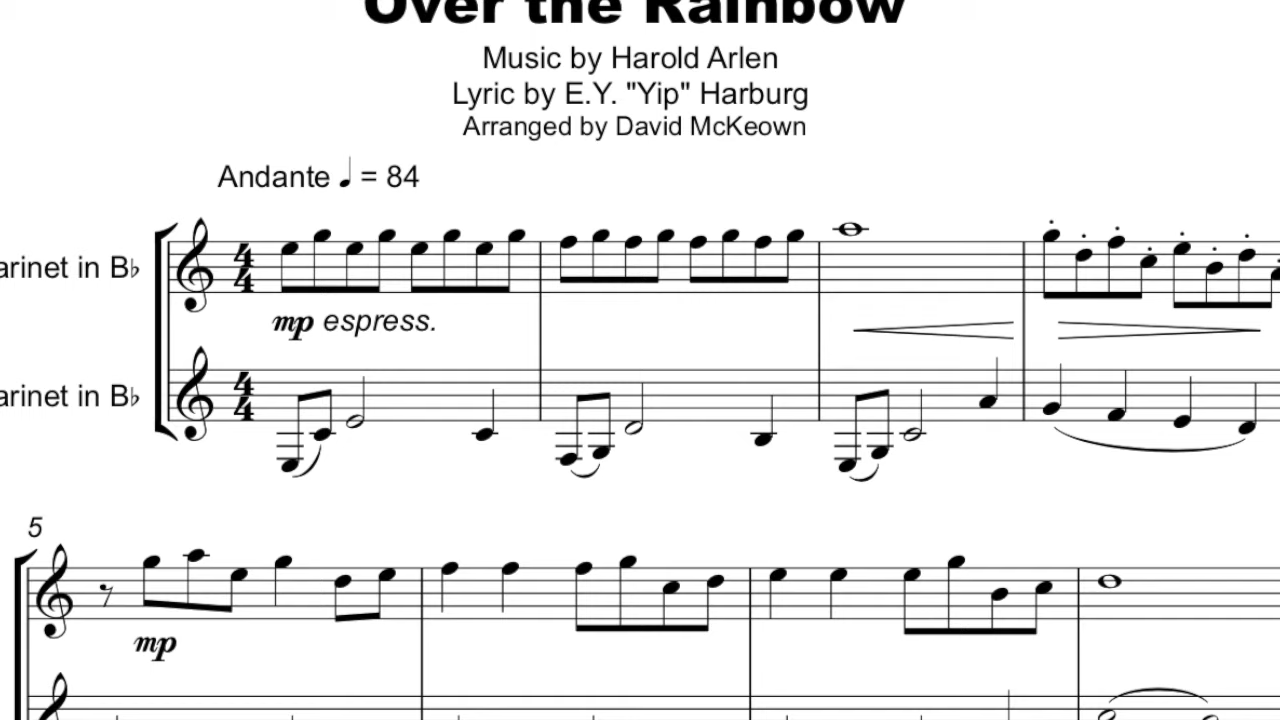 Over the Rainbow
Music by Harold Arlen
Lyric by E.Y. "Yip" Harburg
Arranged by David McKeown
Andante ♩ = 84
arinet in B♭
mp espress.
arinet in B♭
5
mp